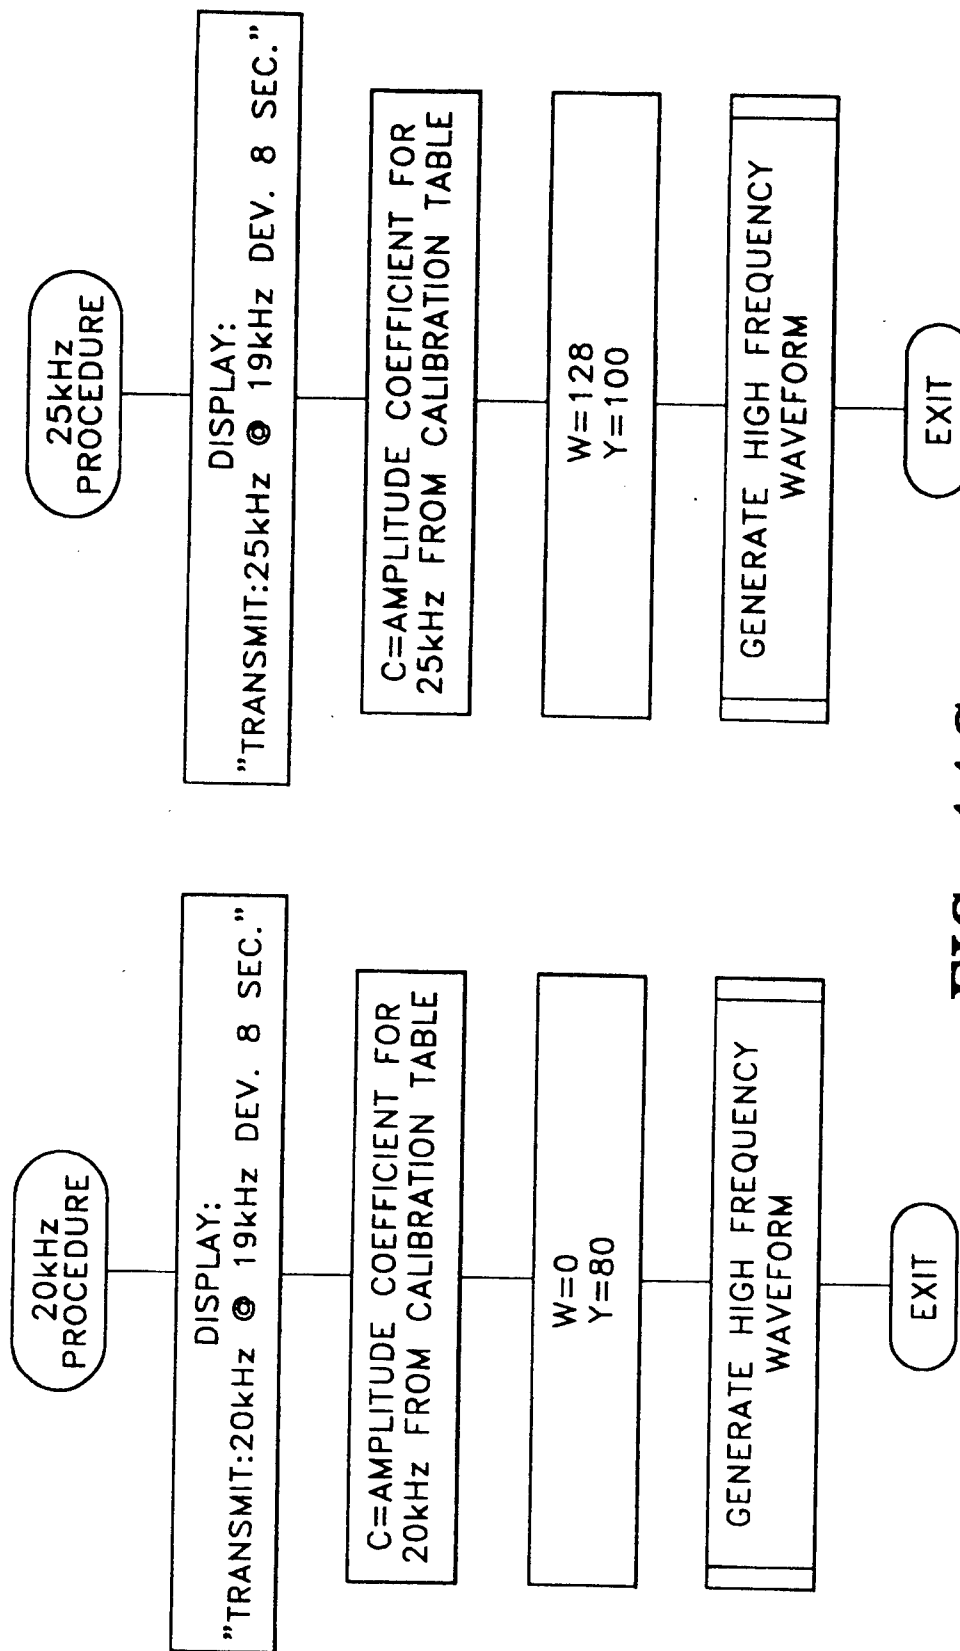 20kHz
PROCEDURE
DISPLAY:
"TRANSMIT:20kHz @ 19kHz DEV. 8 SEC."
C=AMPLITUDE COEFFICIENT FOR
20kHz FROM CALIBRATION TABLE
W=0
Y=80
GENERATE HIGH FREQUENCY
WAVEFORM
EXIT
25kHz
PROCEDURE
DISPLAY:
"TRANSMIT:25kHz @ 19kHz DEV. 8 SEC."
C=AMPLITUDE COEFFICIENT FOR
25kHz FROM CALIBRATION TABLE
W=128
Y=100
GENERATE HIGH FREQUENCY
WAVEFORM
EXIT